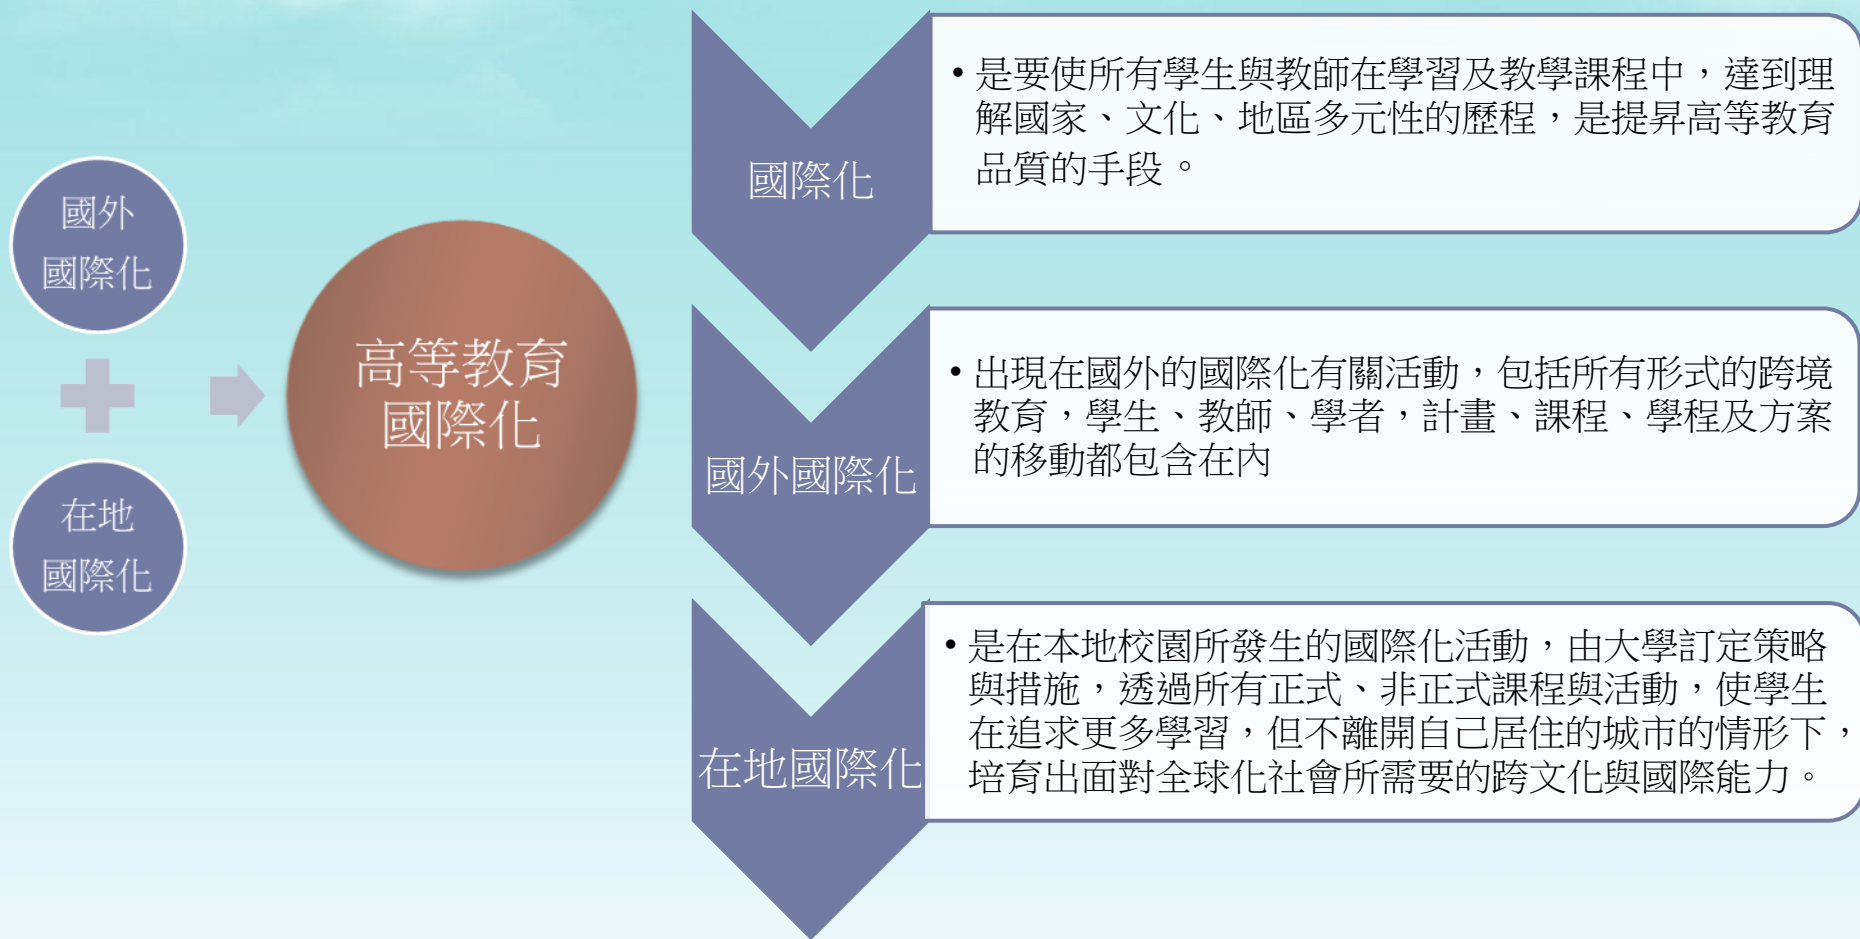 國外
國際化
在地
國際化
高等教育
國際化
國際化
• 是要使所有學生與教師在學習及教學課程中，達到理
解國家、文化、地區多元性的歷程，是提昇高等教育
品質的手段。
國外國際化
• 出現在國外的國際化有關活動，包括所有形式的跨境
教育，學生、教師、學者，計畫、課程、學程及方案
的移動都包含在內
在地國際化
• 是在本地校園所發生的國際化活動，由大學訂定策略
與措施，透過所有正式、非正式課程與活動，使學生
在追求更多學習，但不離開自己居住的城市的情形下，
培育出面對全球化社會所需要的跨文化與國際能力。